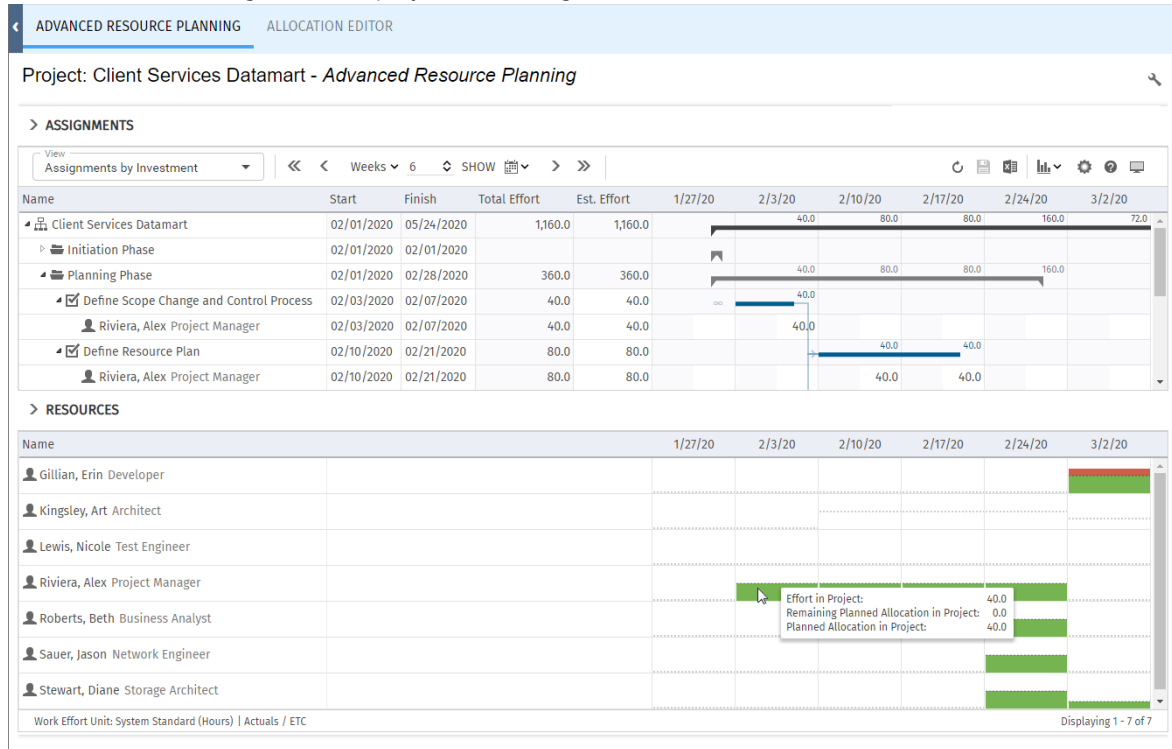 ADVANCED RESOURCE PLANNING ALLOCATION EDITOR
Project: Client Services Datamart - Advanced Resource Planning
ASSIGNMENTS
View
Assignments by Investment Weeks 6 SHOW
Name Start Finish Total Effort Est. Effort 1/27/20 2/3/20 2/10/20 2/17/20 2/24/20 3/2/20
Client Services Datamart 02/01/2020 05/24/2020 1,160.0 1,160.0 40.0 80.0 80.0 160.0 72.0
Initiation Phase 02/01/2020 02/01/2020
Planning Phase 02/01/2020 02/28/2020 360.0 360.0 40.0 80.0 80.0 160.0
Define Scope Change and Control Process 02/03/2020 02/07/2020 40.0 40.0 40.0
Riviera, Alex Project Manager 02/03/2020 02/07/2020 40.0 40.0 40.0
Define Resource Plan 02/10/2020 02/21/2020 80.0 80.0 40.0 40.0
Riviera, Alex Project Manager 02/10/2020 02/21/2020 80.0 80.0 40.0 40.0
RESOURCES
Name 1/27/20 2/3/20 2/10/20 2/17/20 2/24/20 3/2/20
Gillian, Erin Developer
Kingsley, Art Architect
Lewis, Nicole Test Engineer
Riviera, Alex Project Manager
Effort in Project: 40.0
Remaining Planned Allocation in Project: 0.0
Planned Allocation in Project: 40.0
Roberts, Beth Business Analyst
Sauer, Jason Network Engineer
Stewart, Diane Storage Architect
Work Effort Unit: System Standard (Hours) | Actuals / ETC Displaying 1 - 7 of 7